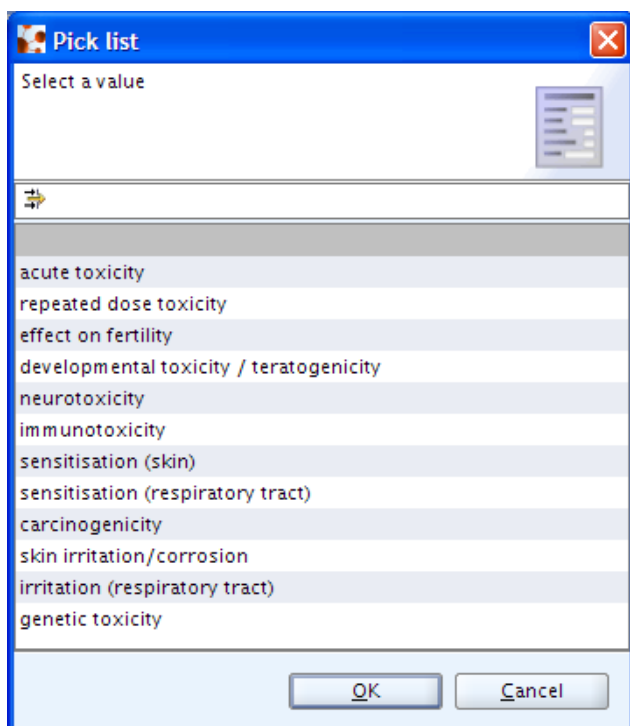 Pick list
Select a value
acute toxicity
repeated dose toxicity
effect on fertility
developmental toxicity / teratogenicity
neurotoxicity
immunotoxicity
sensitisation (skin)
sensitisation (respiratory tract)
carcinogenicity
skin irritation/corrosion
irritation (respiratory tract)
genetic toxicity
OK Cancel